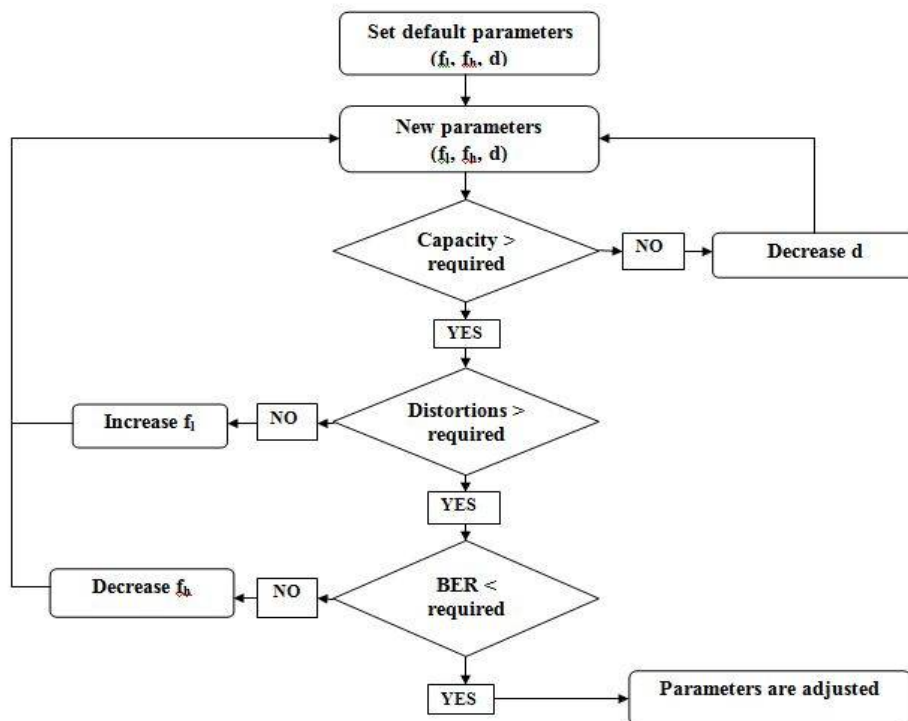 Set default parameters
(fl, fh, d)
New parameters
(fl, fh, d)
Capacity >
required
NO
Decrease d
YES
Distortions >
required
NO
Increase fl
YES
BER <
required
NO
Decrease fh
YES
Parameters are adjusted